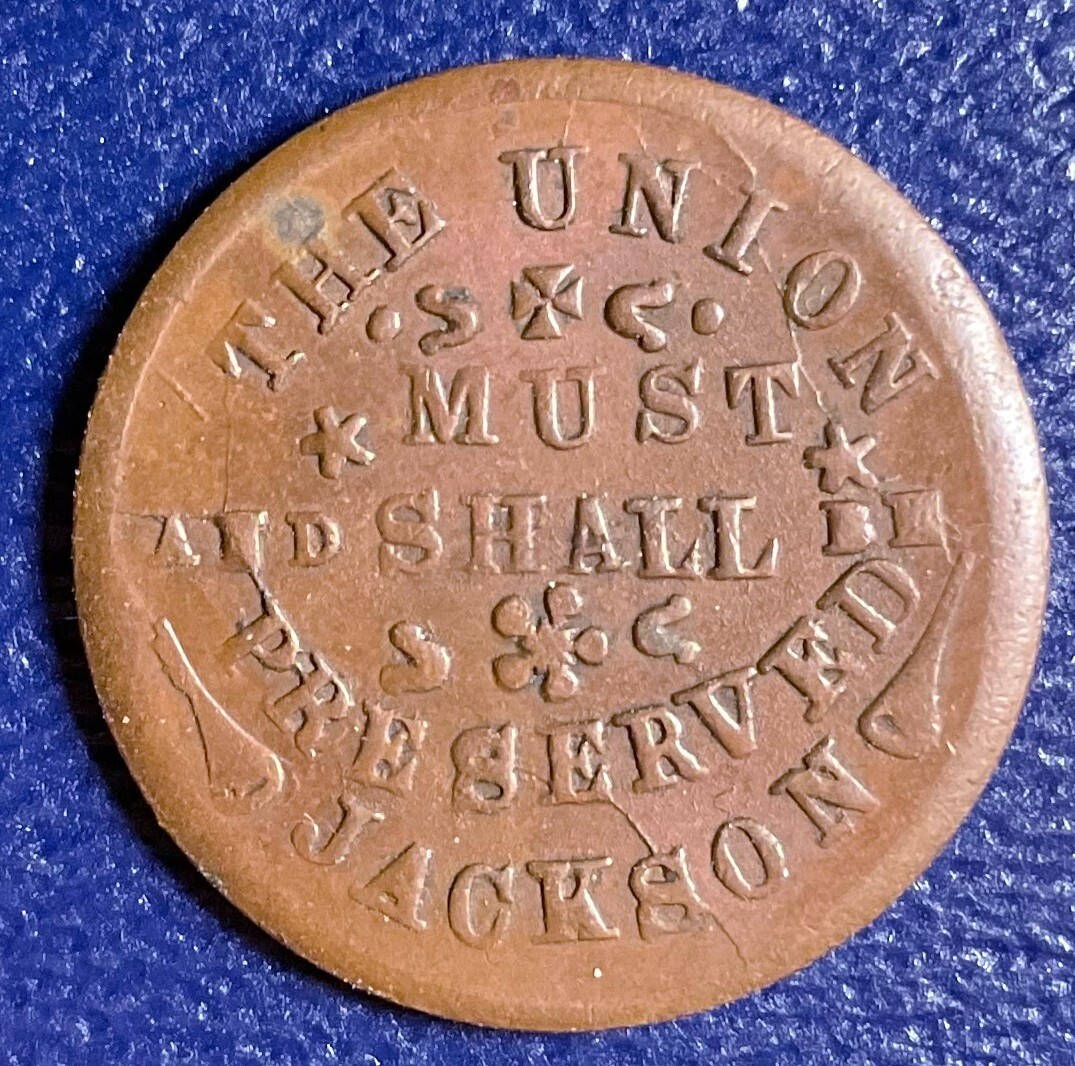 THE UNION
MUST
AND SHALL BE
PRESERVED
JACKSON